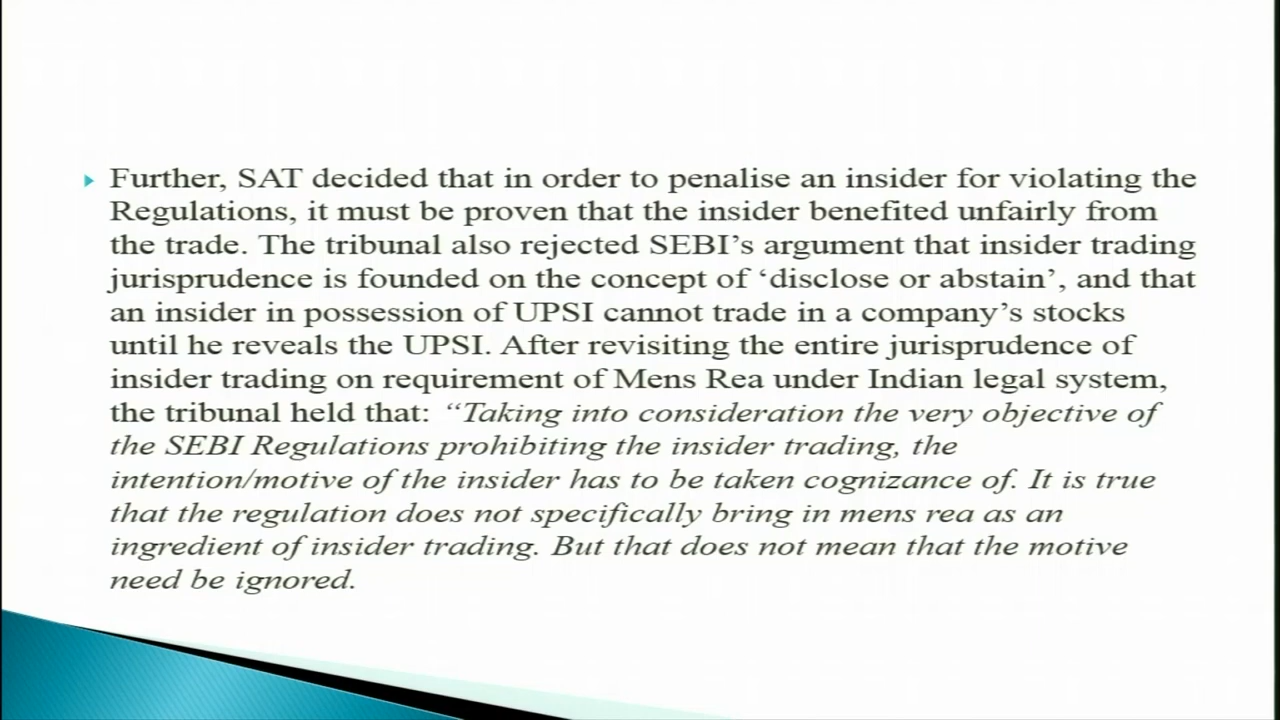 Further, SAT decided that in order to penalise an insider for violating the
Regulations, it must be proven that the insider benefited unfairly from
the trade. The tribunal also rejected SEBI’s argument that insider trading
jurisprudence is founded on the concept of ‘disclose or abstain’, and that
an insider in possession of UPSI cannot trade in a company’s stocks
until he reveals the UPSI. After revisiting the entire jurisprudence of
insider trading on requirement of Mens Rea under Indian legal system,
the tribunal held that: “Taking into consideration the very objective of
the SEBI Regulations prohibiting the insider trading, the
intention/motive of the insider has to be taken cognizance of. It is true
that the regulation does not specifically bring in mens rea as an
ingredient of insider trading. But that does not mean that the motive
need be ignored.